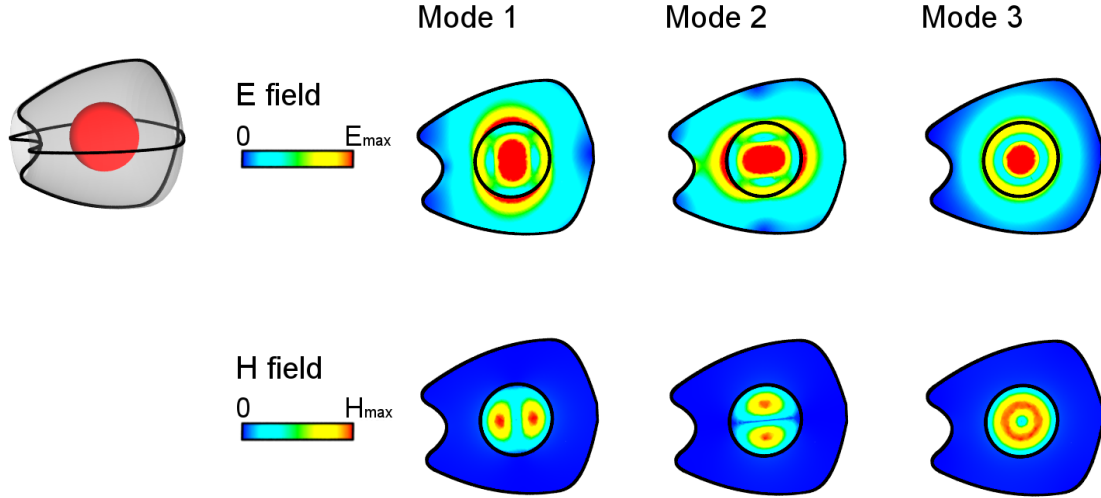 Mode 1 Mode 2 Mode 3
E field
0 Emax
H field
0 Hmax